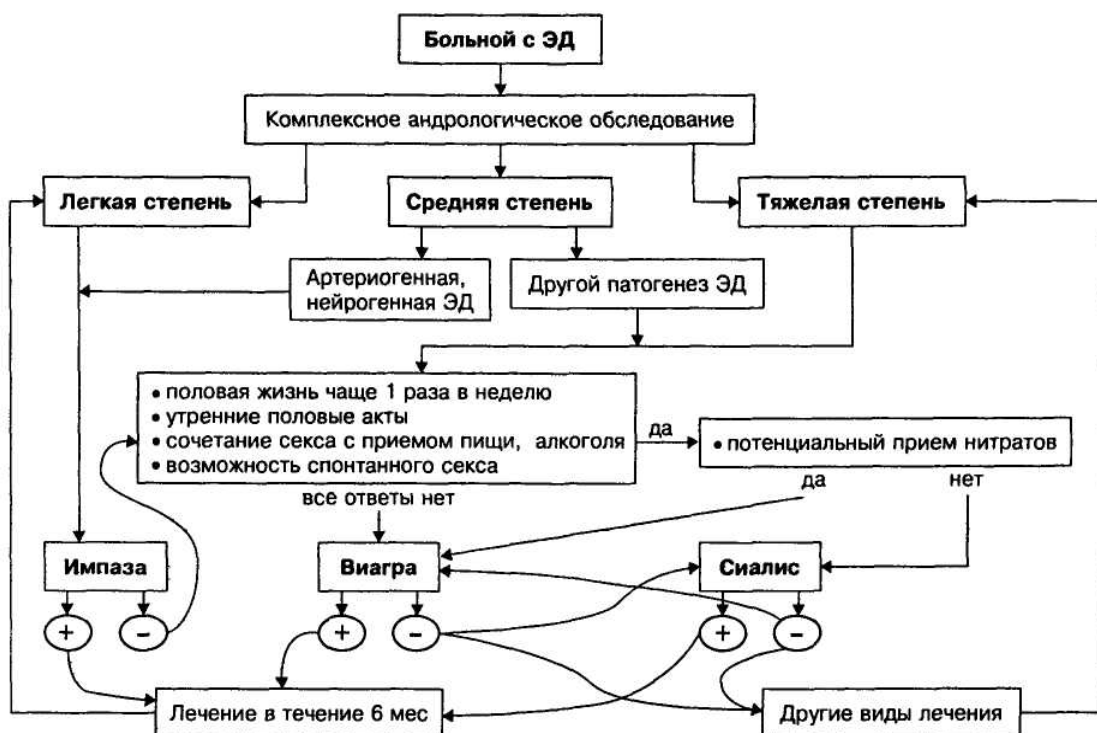 Больной с ЭД
Комплексное андрологическое обследование
Легкая степень
Средняя степень
Тяжелая степень
Артериогенная,
нейрогенная ЭД
Другой патогенез ЭД
• половая жизнь чаще 1 раза в неделю
• утренние половые акты
• сочетание секса с приемом пищи, алкоголя
• возможность спонтанного секса
да
• потенциальный прием нитратов
все ответы нет
да
нет
Импаза
Виагра
Сиалис
+
–
+
–
+
–
Лечение в течение 6 мес
Другие виды лечения